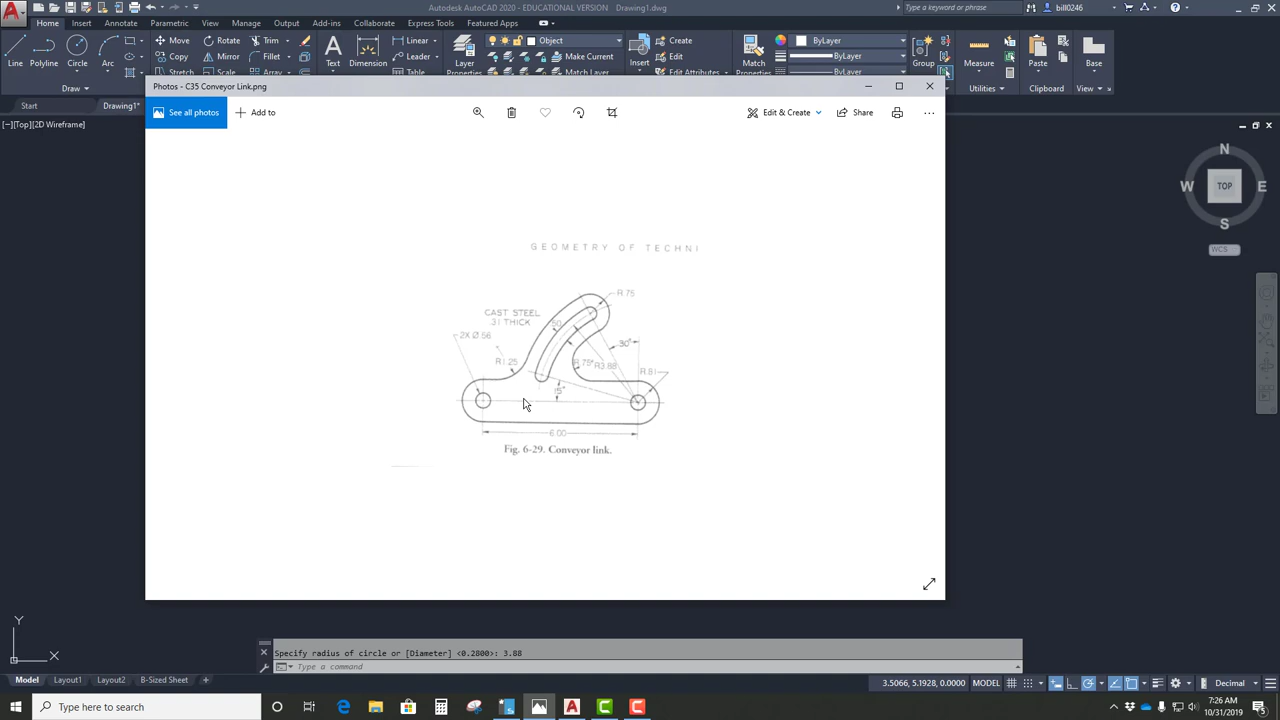 Autodesk AutoCAD 2020 - EDUCATIONAL VERSION Drawing1.dwg
Type a keyword or phrase
bill0246
Home Insert Annotate Parametric View Manage Output Add-ins Collaborate Express Tools Featured Apps
Line Polyline Circle Arc
Move Rotate Trim
Copy Mirror Fillet
Stretch Scale Array
Text Dimension
Linear
Leader
Table
Layer
Object
Make Current
Insert
Create
Edit
Edit Attributes
Match
Properties
ByLayer
ByLayer
ByLayer
Group
Measure
Paste
Base
Draw
Utilities Clipboard View
Start Drawing1*
[−][Top][2D Wireframe]
Photos - C35 Conveyor Link.png
See all photos
Add to
Edit & Create
Share
N
W TOP E
S
WCS
GEOMETRY OF TECHNI
R.75
CAST STEEL
.31 THICK
.50
2X Ø.56
30°
R1.25
R.75
R3.88
R.81
15°
6.00
Fig. 6-29. Conveyor link.
Y
X
Specify radius of circle or [Diameter] <0.2800>: 3.88
Type a command
Model Layout1 Layout2 B-Sized Sheet +
3.5066, 5.1928, 0.0000 MODEL
Decimal
Type here to search
7:26 AM
10/31/2019